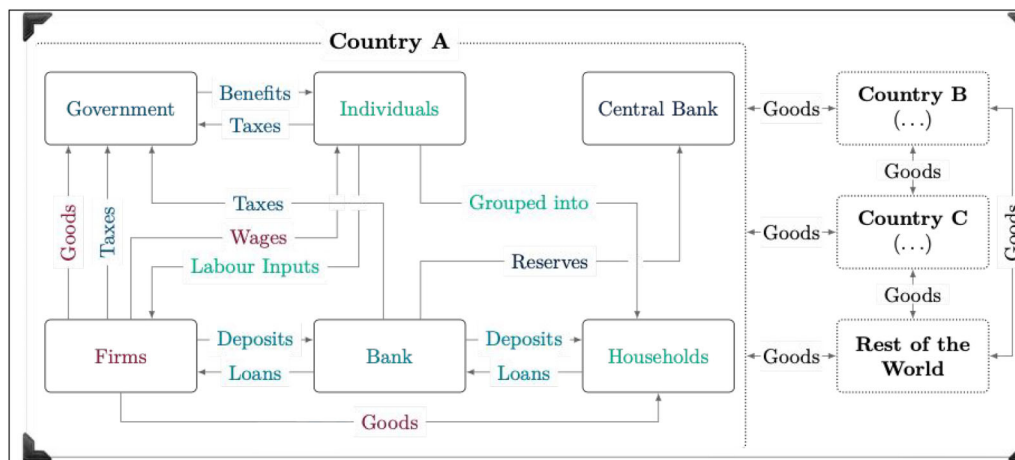 Country A
Government
Benefits
Individuals
Central Bank
Taxes
Goods
Country B
(...)
Goods
Taxes
Goods
Taxes
Wages
Labour Inputs
Grouped into
Reserves
Goods
Country C
(...)
Goods
Goods
Firms
Deposits
Loans
Bank
Deposits
Loans
Households
Goods
Rest of the
World
Goods